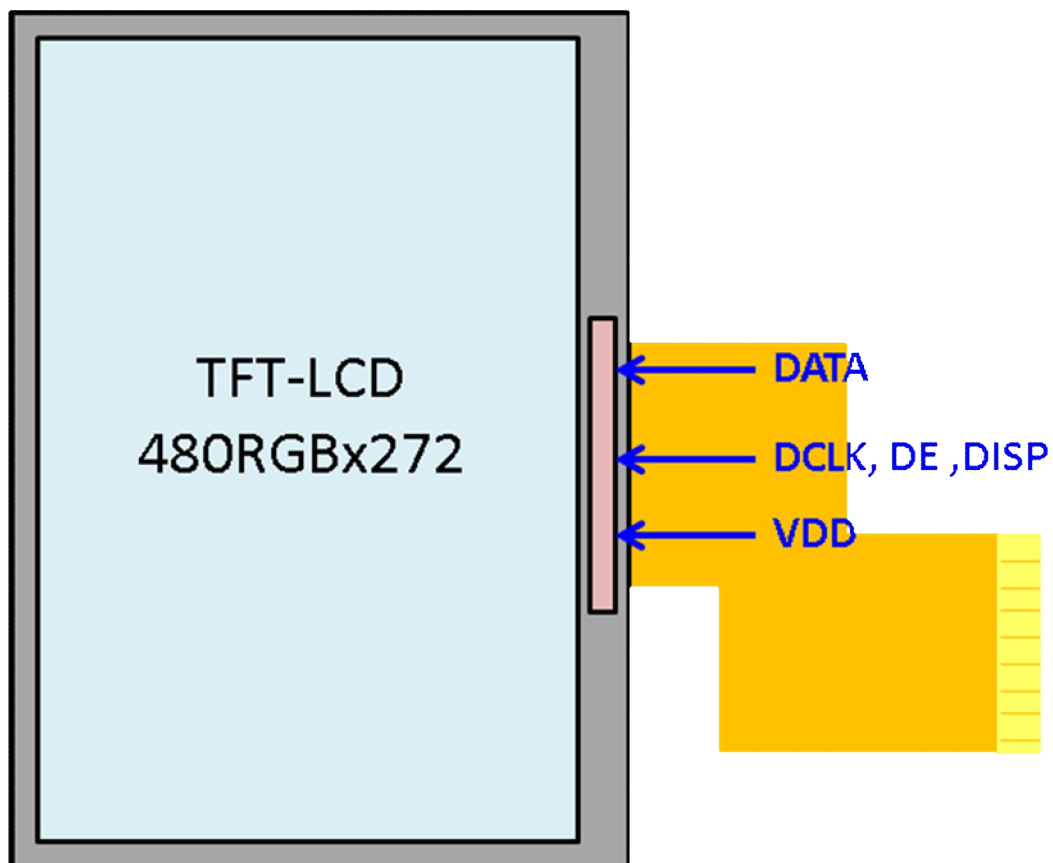 TFT-LCD
480RGBx272
DATA
DCLK, DE ,DISP
VDD